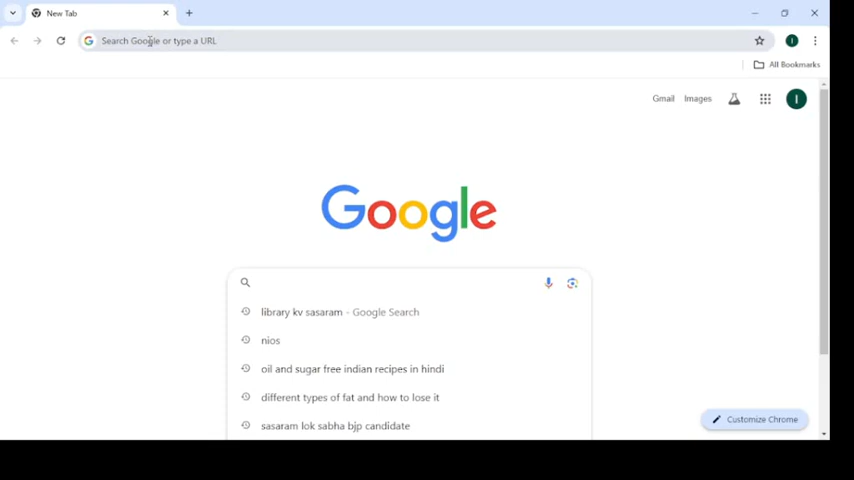 New Tab
Search Google or type a URL
All Bookmarks
Gmail Images
I
Google
library kv sasaram - Google Search
nios
oil and sugar free indian recipes in hindi
different types of fat and how to lose it
sasaram lok sabha bjp candidate
Customize Chrome